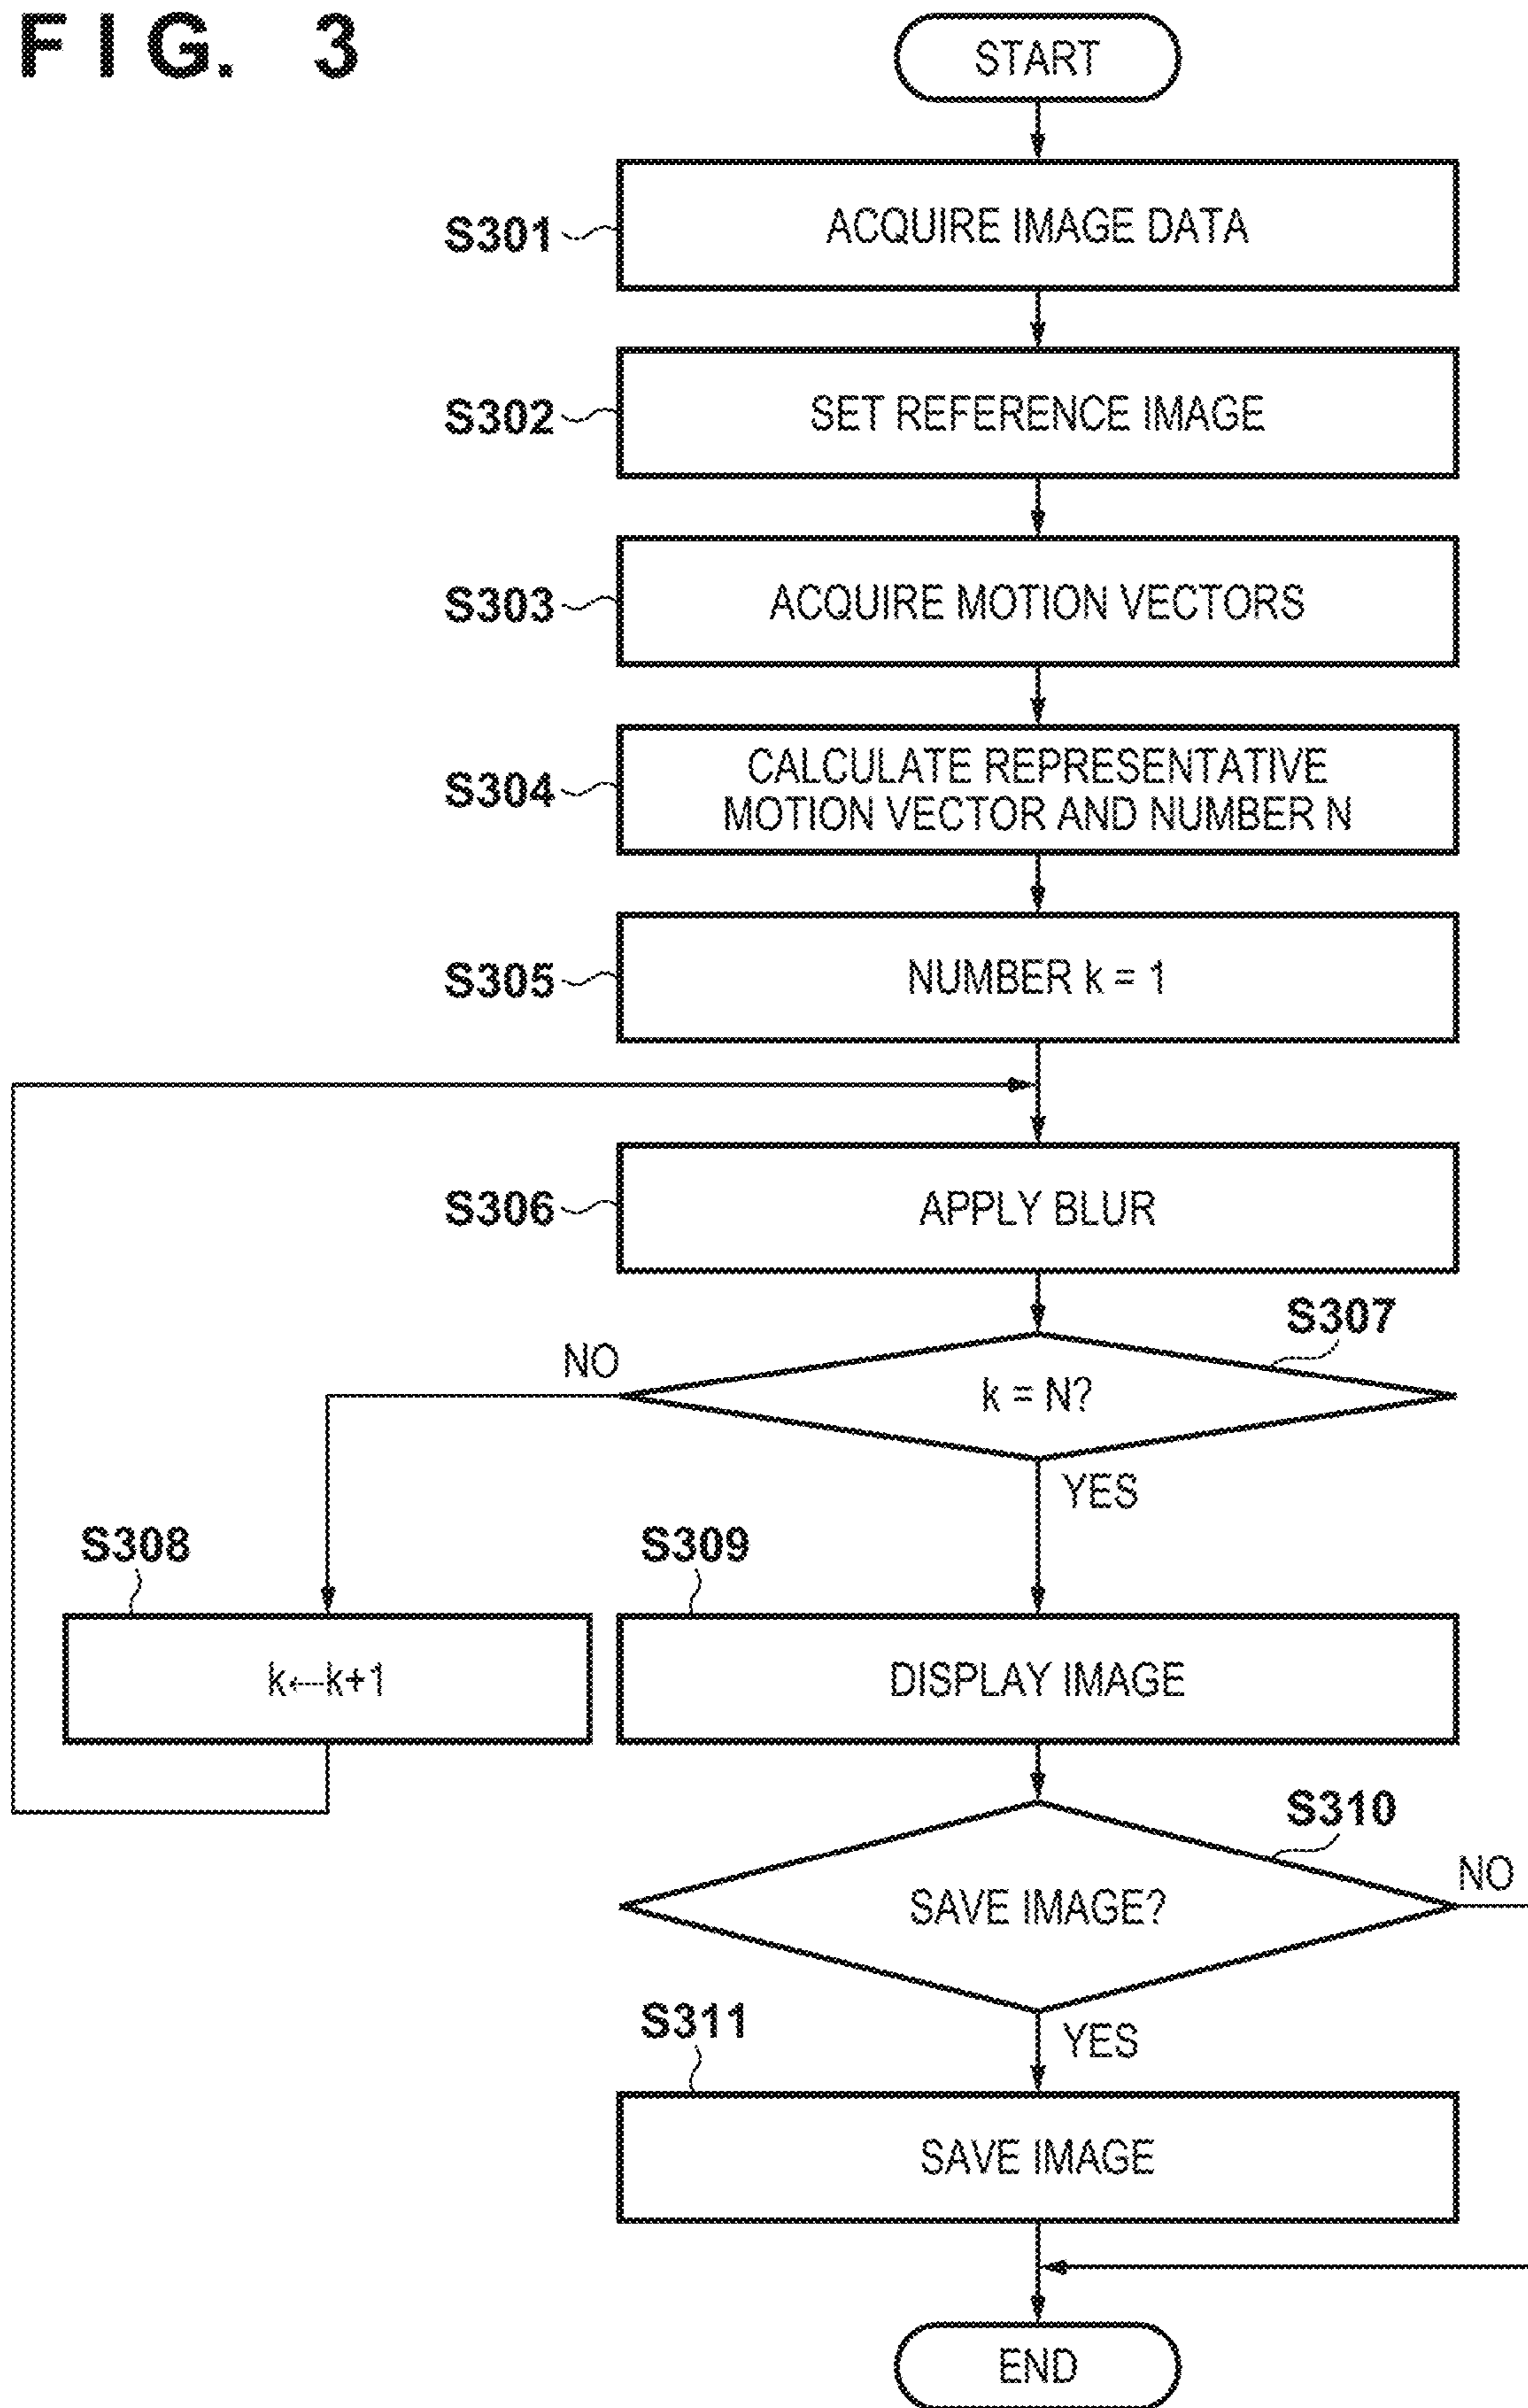 FIG. 3
START
S301
ACQUIRE IMAGE DATA
S302
SET REFERENCE IMAGE
S303
ACQUIRE MOTION VECTORS
S304
CALCULATE REPRESENTATIVE
MOTION VECTOR AND NUMBER N
S305
NUMBER k = 1
S306
APPLY BLUR
S307
NO
k = N?
YES
S308
S309
k←k+1
DISPLAY IMAGE
S310
NO
SAVE IMAGE?
S311
YES
SAVE IMAGE
END